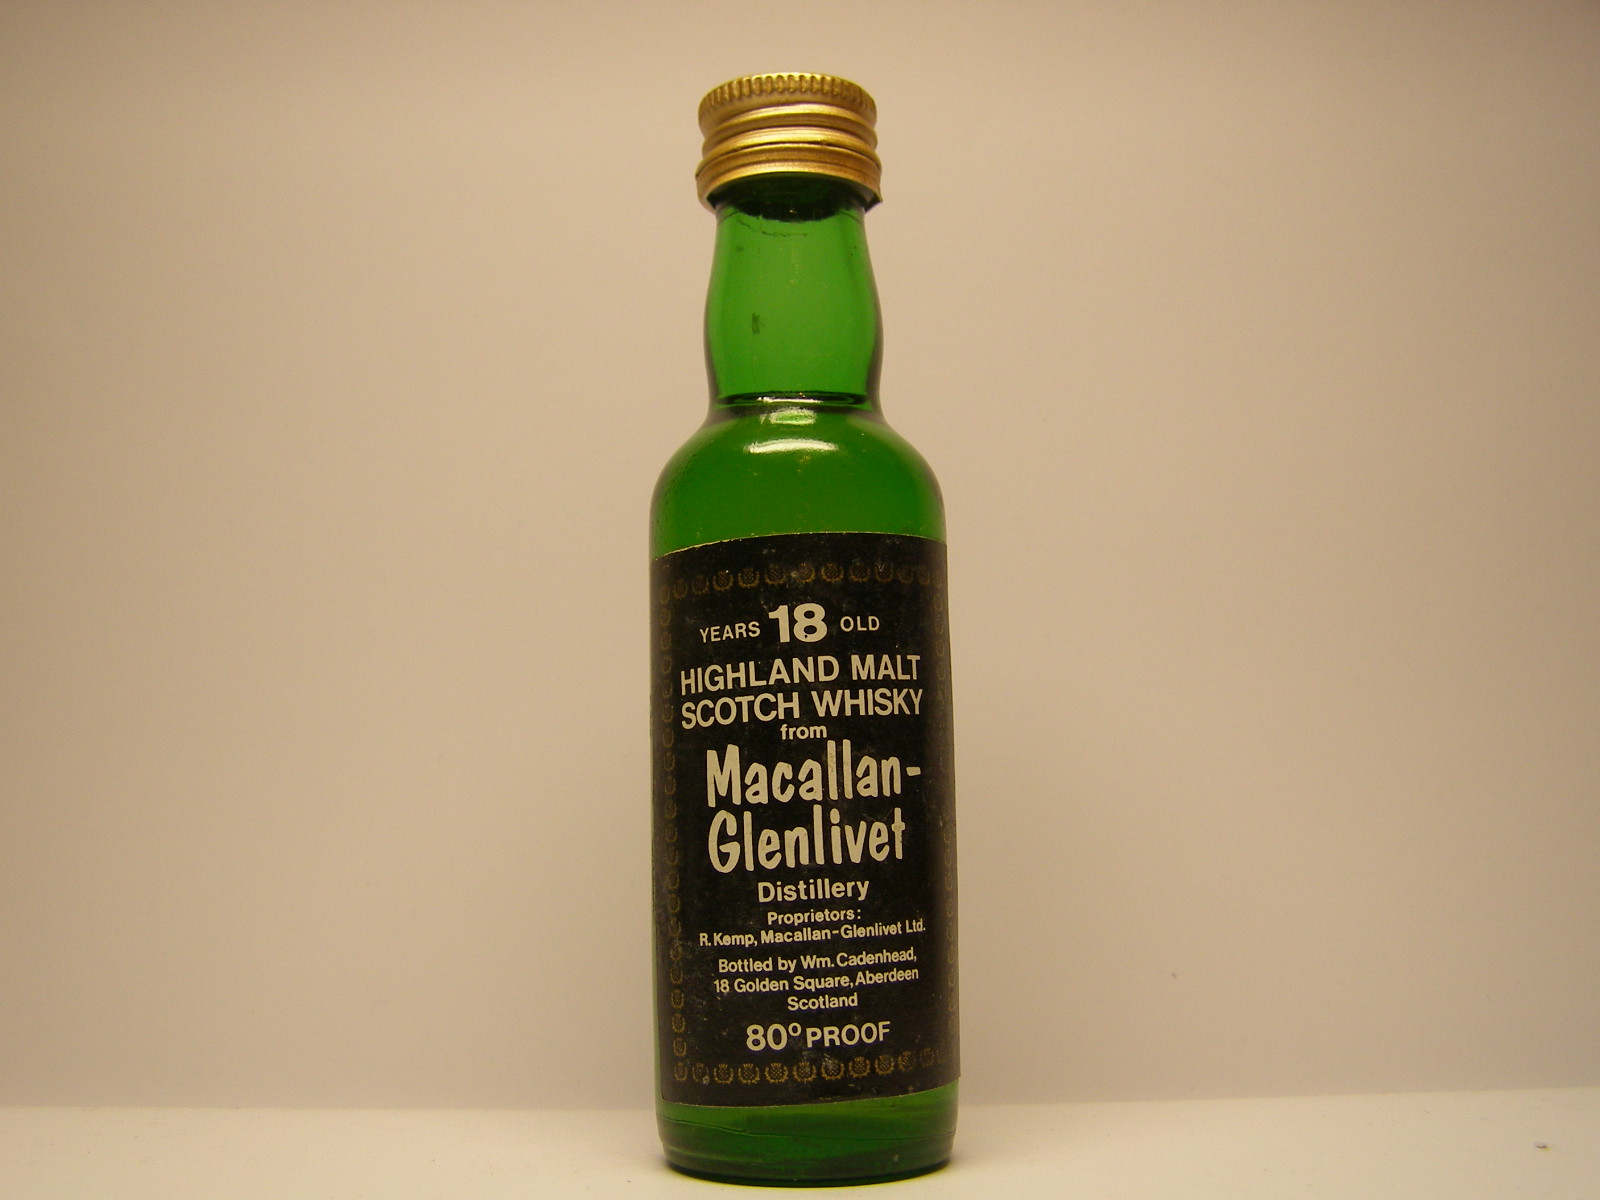 YEARS 18 OLD
HIGHLAND MALT
SCOTCH WHISKY
from
Macallan-
Glenlivet
Distillery
Proprietors:
R. Kemp, Macallan-Glenlivet Ltd.
Bottled by Wm. Cadenhead,
18 Golden Square, Aberdeen
Scotland
80° PROOF